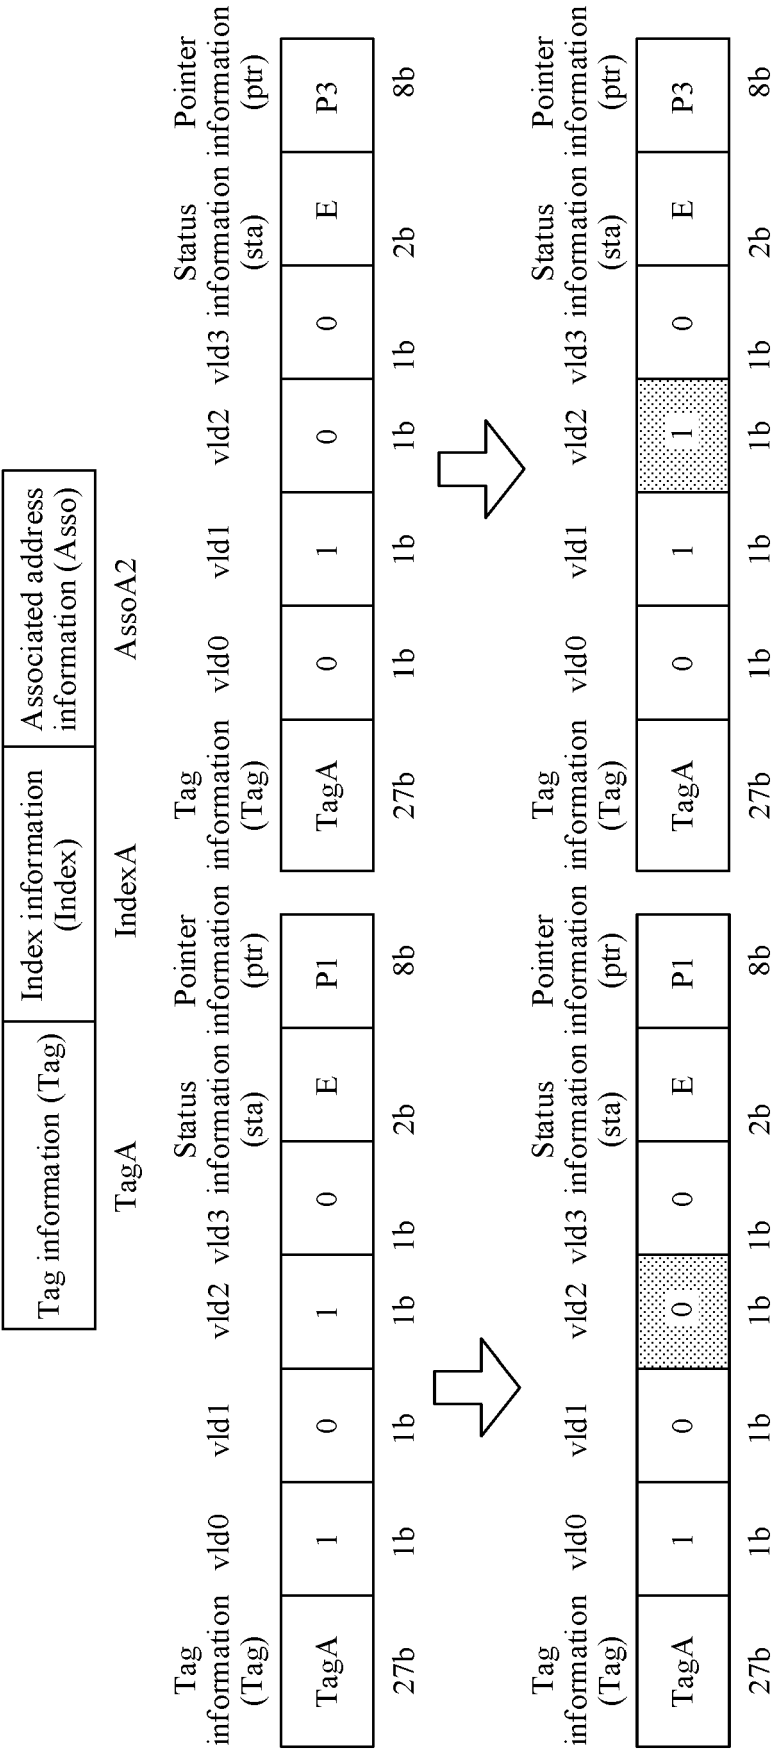 Tag information (Tag)
Index information
(Index)
Associated address
information (Asso)
TagA
IndexA
AssoA2
Tag
information
(Tag)
vld0
vld1
vld2
vld3
Status
information
(sta)
Pointer
information
(ptr)
TagA
1
0
1
0
E
P1
27b
1b
1b
1b
1b
2b
8b
Tag
information
(Tag)
vld0
vld1
vld2
vld3
Status
information
(sta)
Pointer
information
(ptr)
TagA
0
1
0
0
E
P3
27b
1b
1b
1b
1b
2b
8b
Tag
information
(Tag)
vld0
vld1
vld2
vld3
Status
information
(sta)
Pointer
information
(ptr)
TagA
1
0
0
0
E
P1
27b
1b
1b
1b
1b
2b
8b
Tag
information
(Tag)
vld0
vld1
vld2
vld3
Status
information
(sta)
Pointer
information
(ptr)
TagA
0
1
1
0
E
P3
27b
1b
1b
1b
1b
2b
8b